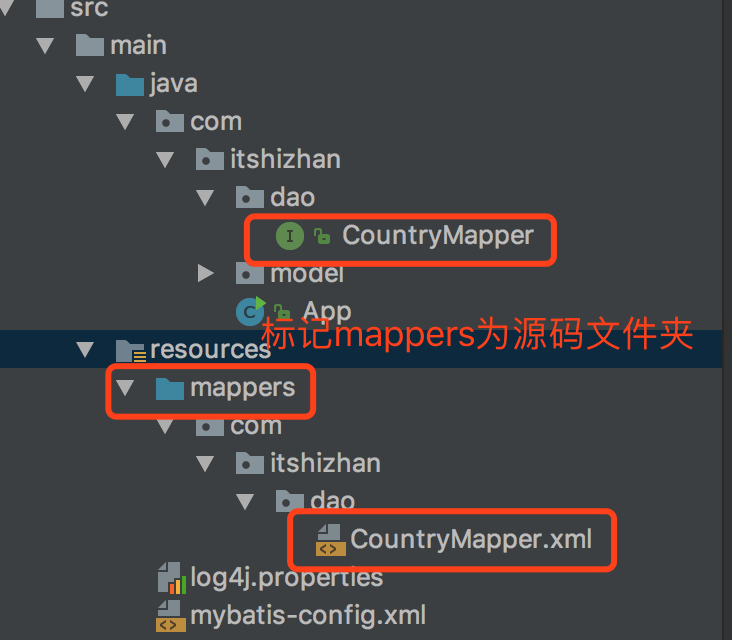 src
main
java
com
itshizhan
dao
I CountryMapper
model
C App
标记mappers为源码文件夹
resources
mappers
com
itshizhan
dao
<> CountryMapper.xml
log4j.properties
<> mybatis-config.xml